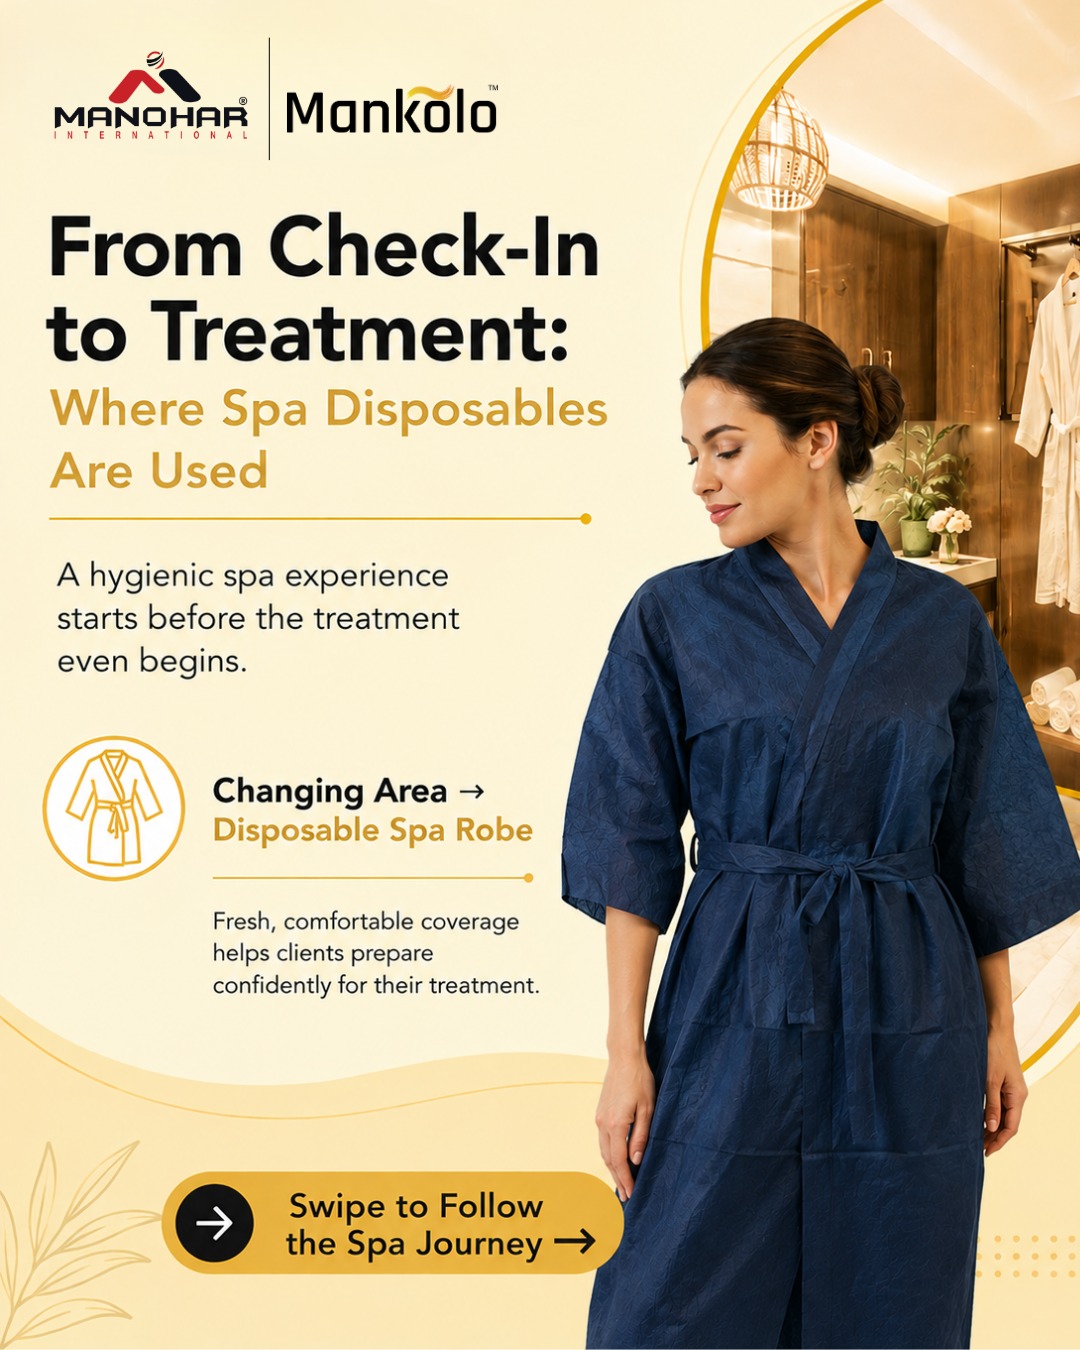 MANOHAR®
INTERNATIONAL
Mankolo™
From Check-In
to Treatment:
Where Spa Disposables
Are Used
A hygienic spa experience
starts before the treatment
even begins.
Changing Area →
Disposable Spa Robe
Fresh, comfortable coverage
helps clients prepare
confidently for their treatment.
Swipe to Follow
the Spa Journey →